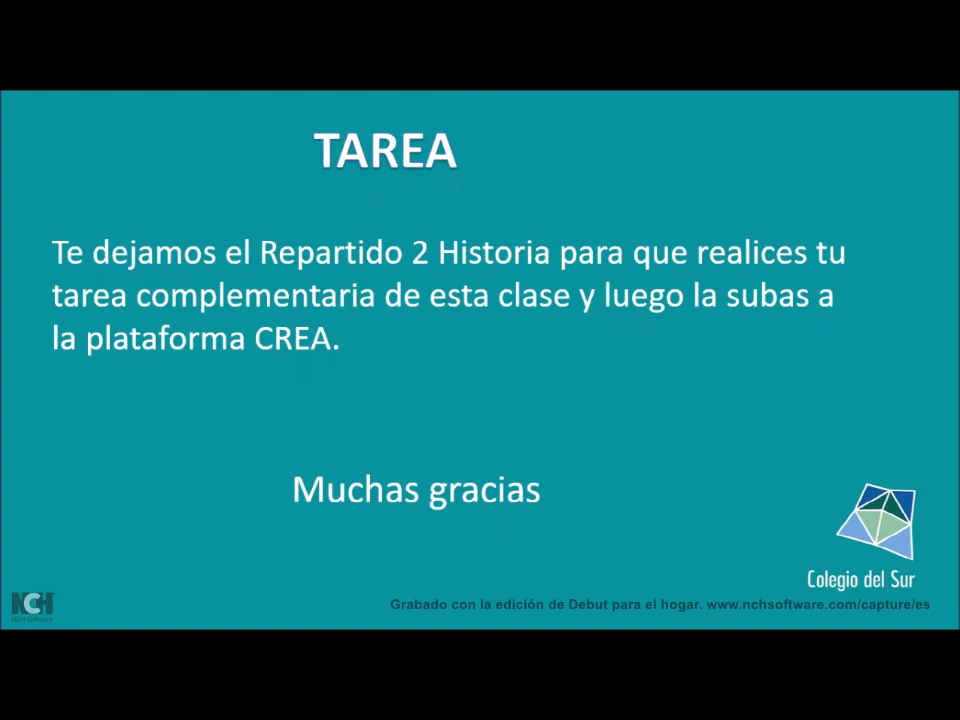 TAREA
Te dejamos el Repartido 2 Historia para que realices tu
tarea complementaria de esta clase y luego la subas a
la plataforma CREA.
Muchas gracias
Colegio del Sur
NCH
NCH Software
Grabado con la edición de Debut para el hogar. www.nchsoftware.com/capture/es